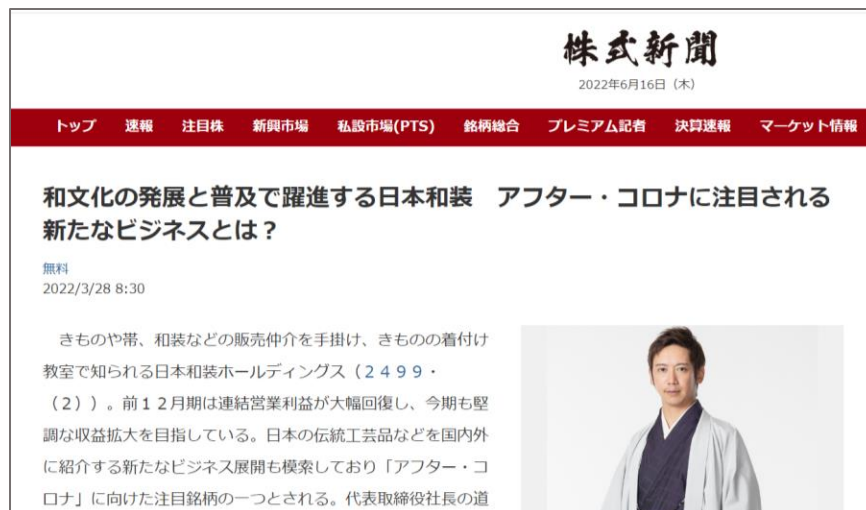 株式新聞
2022年6月16日（木）
トップ 速報 注目株 新興市場 私設市場(PTS) 銘柄総合 プレミアム記者 決算速報 マーケット情報
和文化の発展と普及で躍進する日本和装　アフター・コロナに注目される
新たなビジネスとは？
無料
2022/3/28 8:30
　きものや帯、和装などの販売仲介を手掛け、きものの着付け
教室で知られる日本和装ホールディングス（２４９９・
（２））。前１２月期は連結営業利益が大幅回復し、今期も堅
調な収益拡大を目指している。日本の伝統工芸品などを国内外
に紹介する新たなビジネス展開も模索しており「アフター・コ
ロナ」に向けた注目銘柄の一つとされる。代表取締役社長の道